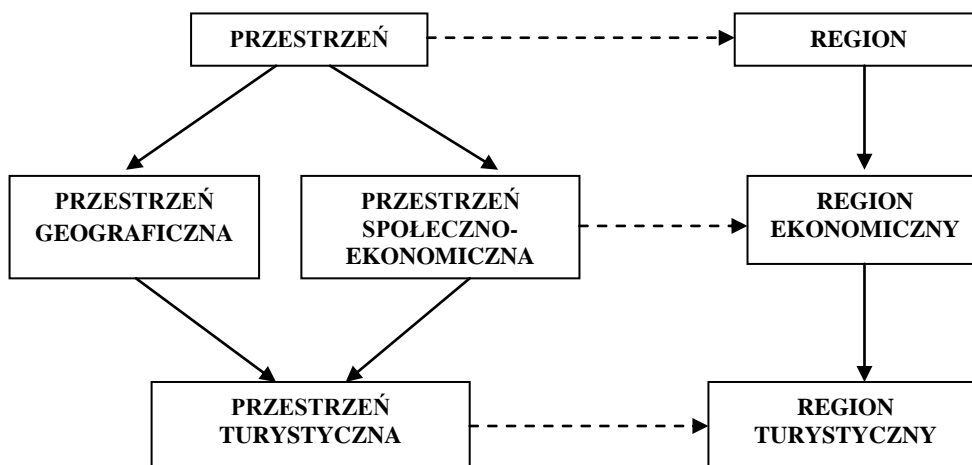 PRZESTRZEŃ
REGION
PRZESTRZEŃ
GEOGRAFICZNA
PRZESTRZEŃ
SPOŁECZNO-
EKONOMICZNA
REGION
EKONOMICZNY
PRZESTRZEŃ
TURYSTYCZNA
REGION
TURYSTYCZNY